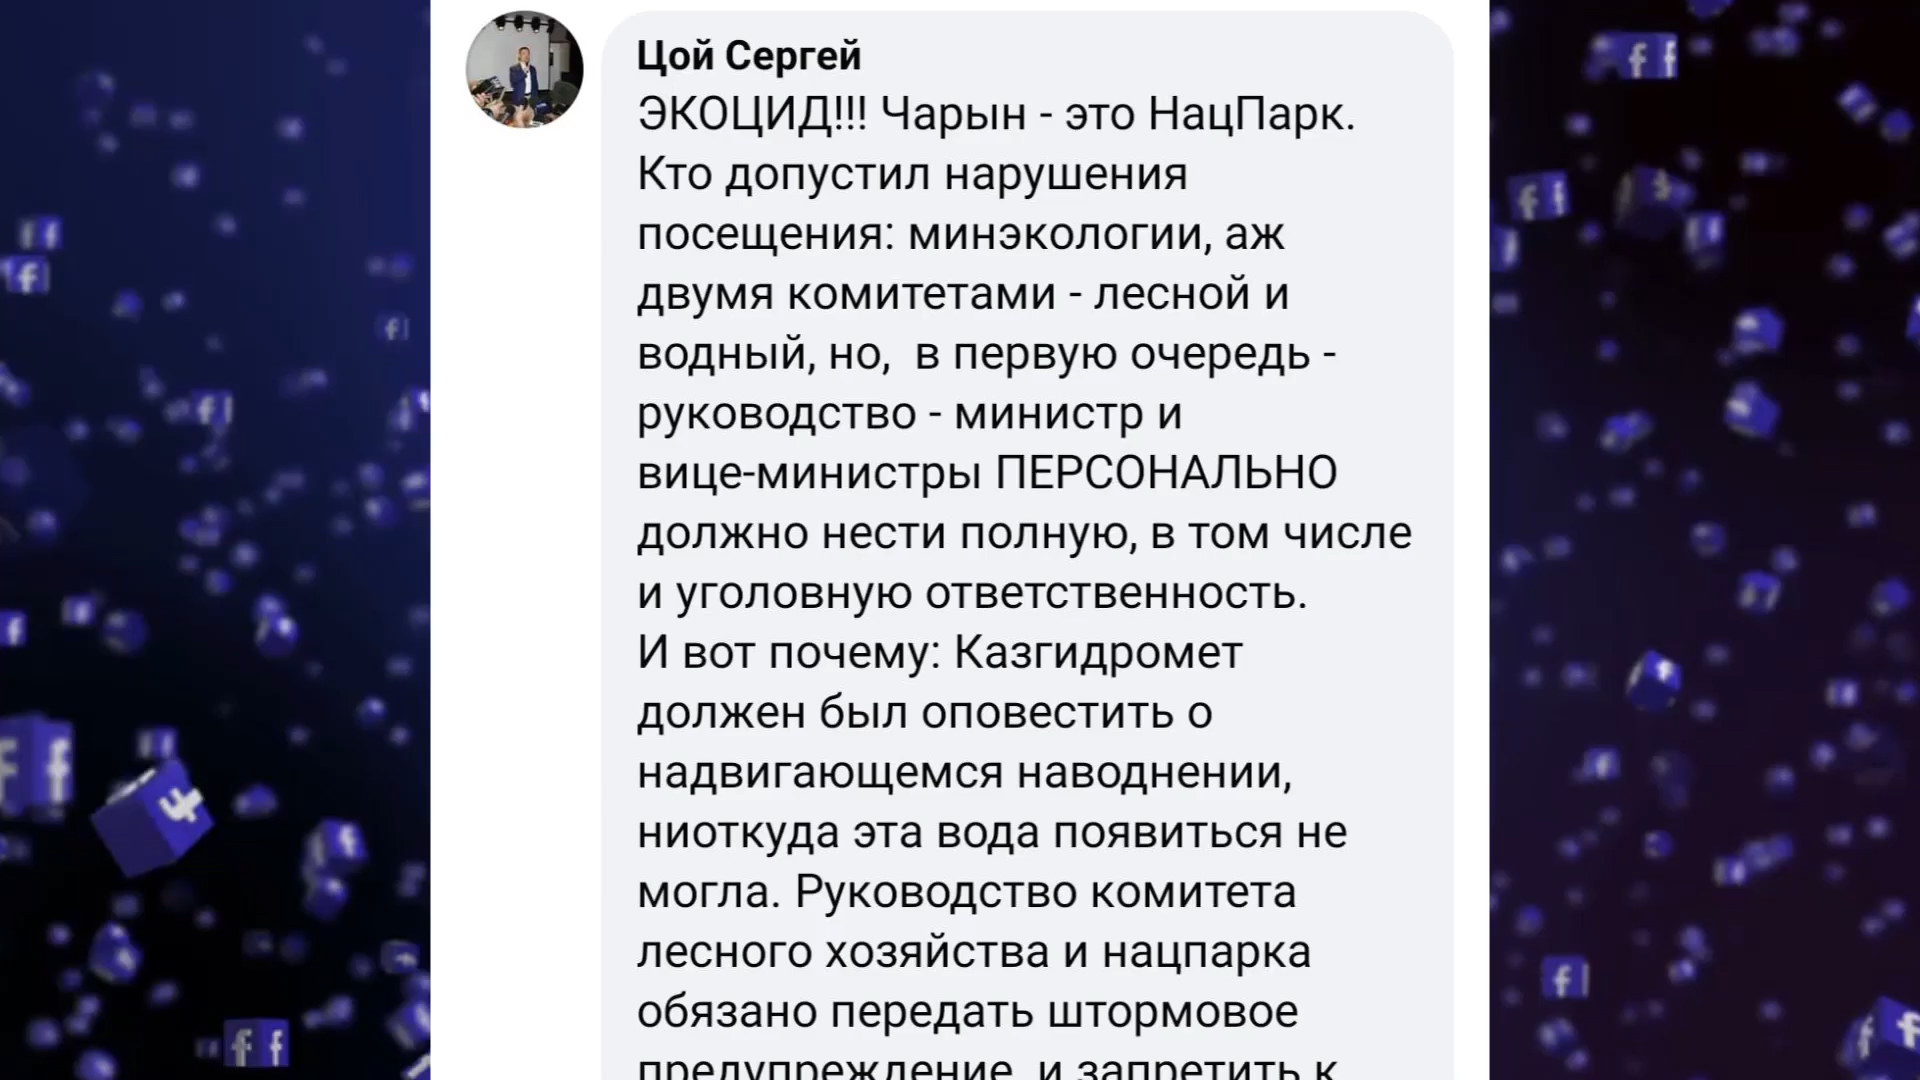 Цой Сергей
ЭКОЦИД!!! Чарын - это НацПарк.
Кто допустил нарушения
посещения: минэкологии, аж
двумя комитетами - лесной и
водный, но,  в первую очередь -
руководство - министр и
вице-министры ПЕРСОНАЛЬНО
должно нести полную, в том числе
и уголовную ответственность.
И вот почему: Казгидромет
должен был оповестить о
надвигающемся наводнении,
ниоткуда эта вода появиться не
могла. Руководство комитета
лесного хозяйства и нацпарка
обязано передать штормовое
предупреждение  и запретить к